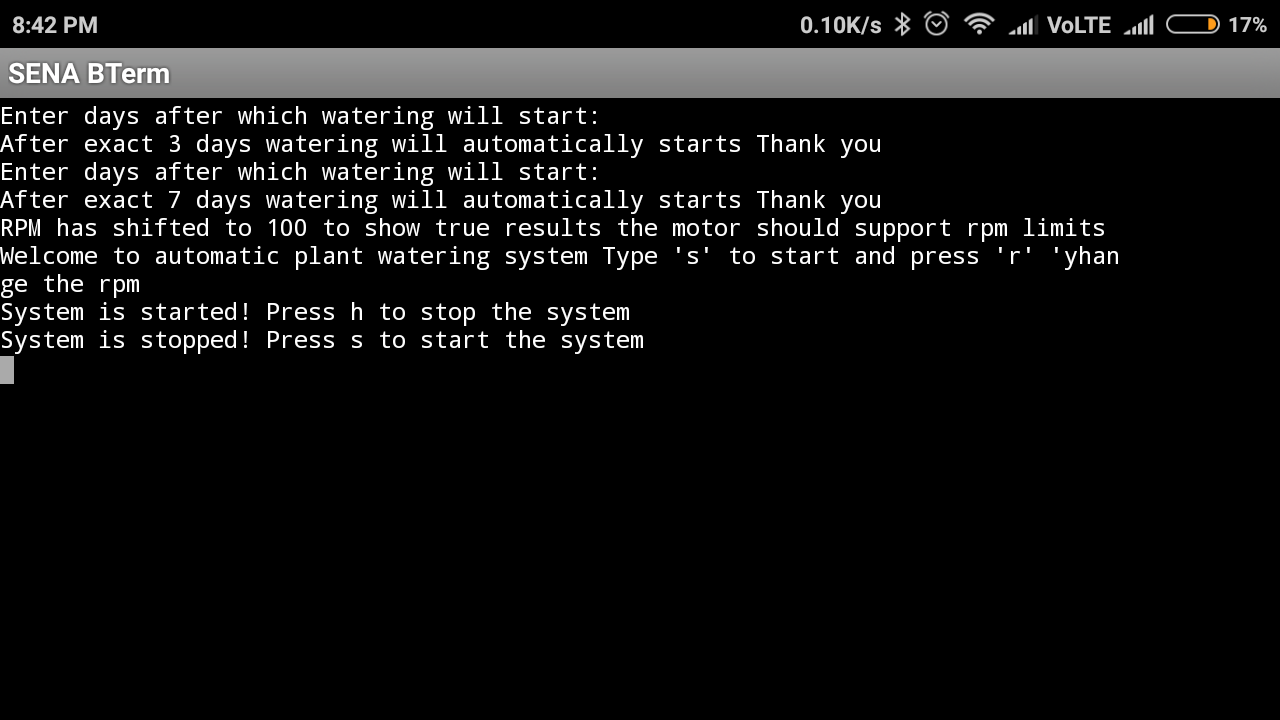 8:42 PM 0.10K/s VoLTE 17%
SENA BTerm
Enter days after which watering will start:
After exact 3 days watering will automatically starts Thank you
Enter days after which watering will start:
After exact 7 days watering will automatically starts Thank you
RPM has shifted to 100 to show true results the motor should support rpm limits
Welcome to automatic plant watering system Type 's' to start and press 'r' 'yhan
ge the rpm
System is started! Press h to stop the system
System is stopped! Press s to start the system